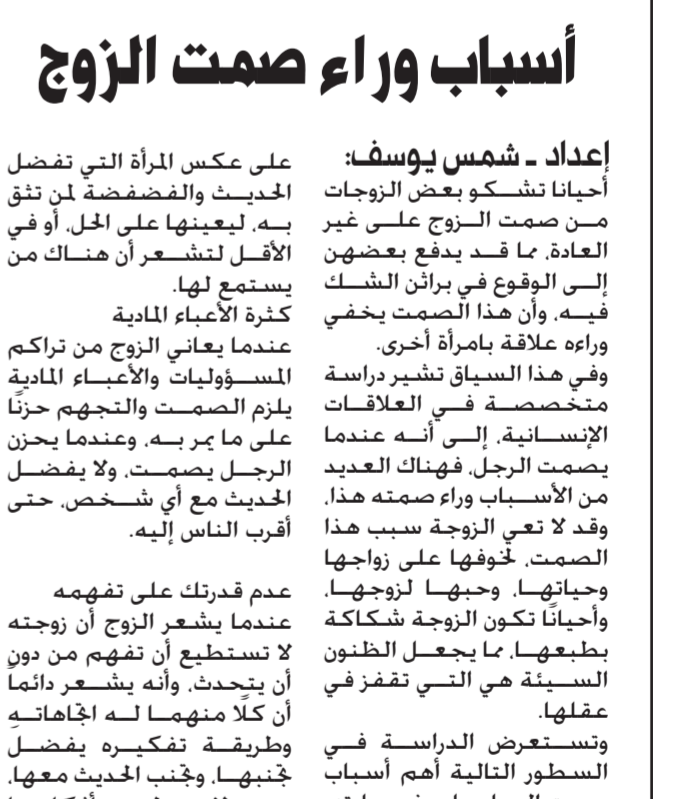 أسباب وراء صمت الزوج
إعداد ـ شمس يوسف:
أحيانا تشكو بعض الزوجات
من صمت الزوج على غير
العادة، مما قد يدفع بعضهن
إلى الوقوع في براثن الشك
فيه، وأن هذا الصمت يخفي
وراءه علاقة بامرأة أخرى.
وفي هذا السياق تشير دراسة
متخصصة في العلاقات
الإنسانية، إلى أنه عندما
يصمت الرجل، فهناك العديد
من الأسباب وراء صمته هذا،
وقد لا تعي الزوجة سبب هذا
الصمت، لخوفها على زواجها
وحياتها، وحبها لزوجها،
وأحيانًا تكون الزوجة شكاكة
بطبعها، مما يجعل الظنون
السيئة هي التي تقفز في
عقلها.
وتستعرض الدراسة في
السطور التالية أهم أسباب
على عكس المرأة التي تفضل
الحديث والفضفضة لمن تثق
به، ليعينها على الحل، أو في
الأقل لتشعر أن هناك من
يستمع لها.
كثرة الأعباء المادية
عندما يعاني الزوج من تراكم
المسؤوليات والأعباء المادية
يلزم الصمت والتجهم حزنًا
على ما يمر به، وعندما يحزن
الرجل يصمت، ولا يفضل
الحديث مع أي شخص، حتى
أقرب الناس إليه.
عدم قدرتك على تفهمه
عندما يشعر الزوج أن زوجته
لا تستطيع أن تفهم من دون
أن يتحدث، وأنه يشعر دائما
أن كلًا منهما له اتجاهاته
وطريقة تفكيره يفضل
تجنبها، وتجنب الحديث معها،